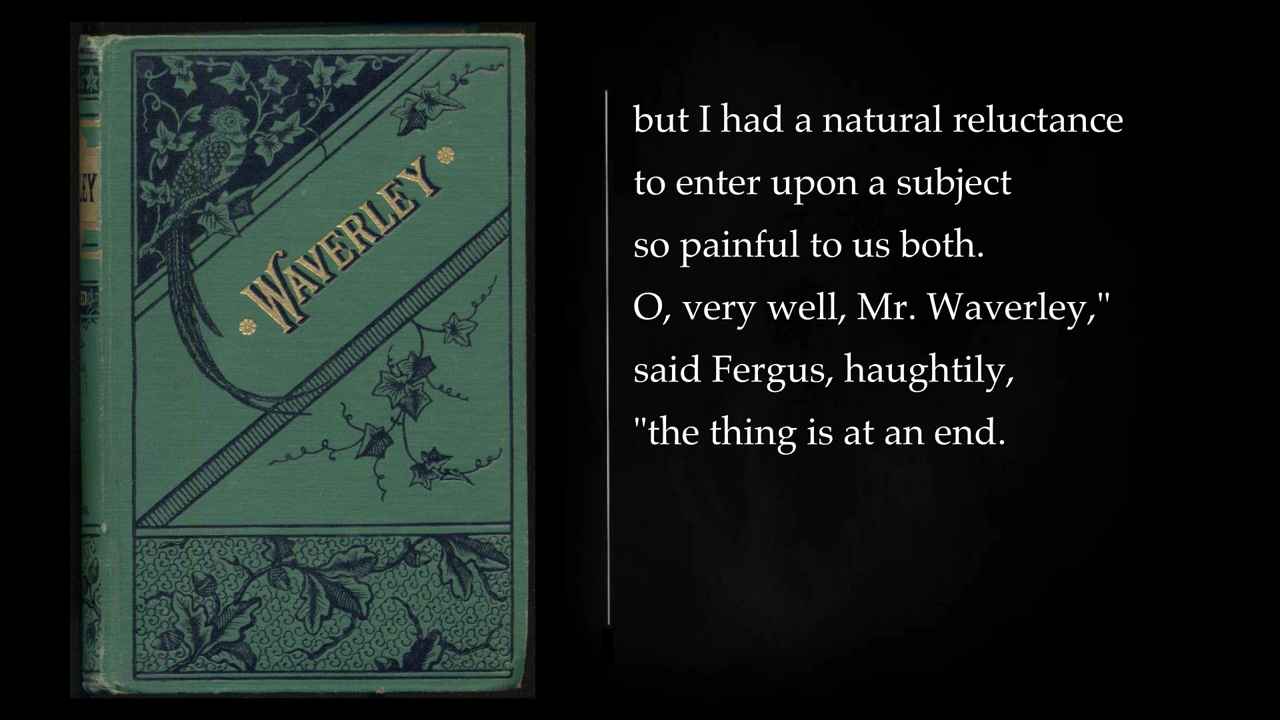 WAVERLEY
but I had a natural reluctance
to enter upon a subject
so painful to us both.
O, very well, Mr. Waverley,"
said Fergus, haughtily,
"the thing is at an end.